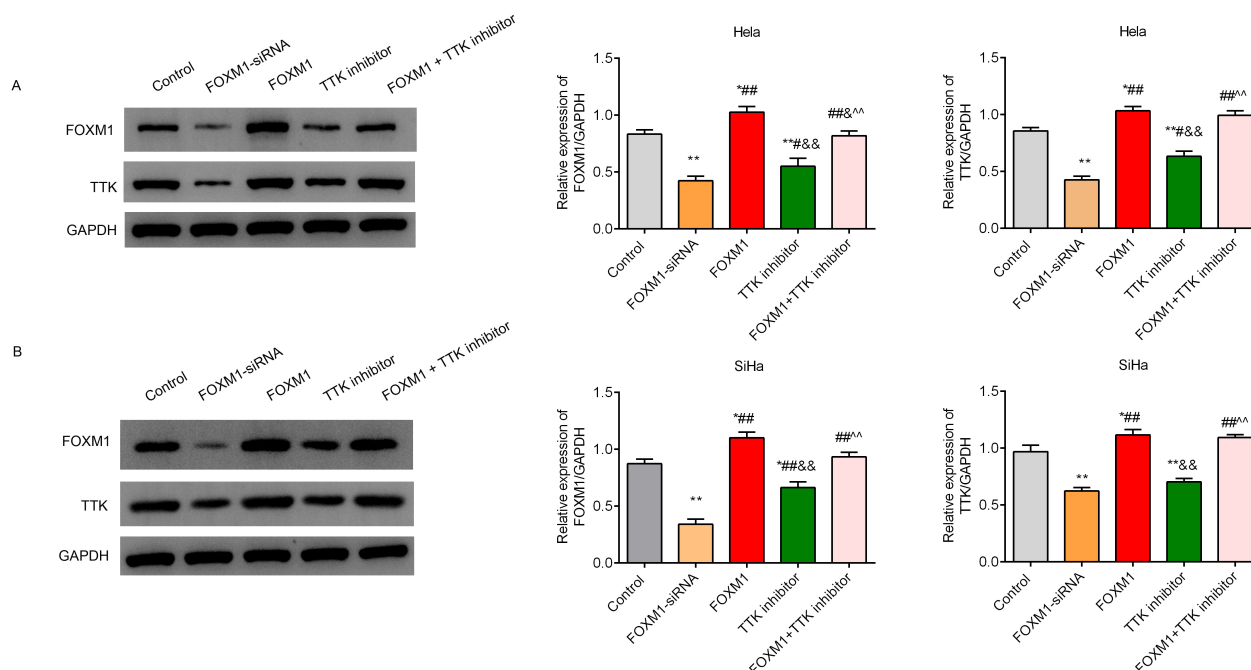 A
Control
FOXM1-siRNA
FOXM1
TTK inhibitor
FOXM1 + TTK inhibitor
FOXM1
TTK
GAPDH
Hela
Relative expression of
FOXM1/GAPDH
1.5
1.0
0.5
0.0
**
*##
**#&&
##&^^
Control
FOXM1-siRNA
FOXM1
TTK inhibitor
FOXM1+TTK inhibitor
Hela
Relative expression of
TTK/GAPDH
1.5
1.0
0.5
0.0
**
*##
**#&&
##^^
Control
FOXM1-siRNA
FOXM1
TTK inhibitor
FOXM1+TTK inhibitor
B
Control
FOXM1-siRNA
FOXM1
TTK inhibitor
FOXM1 + TTK inhibitor
FOXM1
TTK
GAPDH
SiHa
Relative expression of
FOXM1/GAPDH
1.5
1.0
0.5
0.0
**
*##
*##&&
##^^
Control
FOXM1-siRNA
FOXM1
TTK inhibitor
FOXM1+TTK inhibitor
SiHa
Relative expression of
TTK/GAPDH
1.5
1.0
0.5
0.0
**
*##
**&&
##^^
Control
FOXM1-siRNA
FOXM1
TTK inhibitor
FOXM1+TTK inhibitor